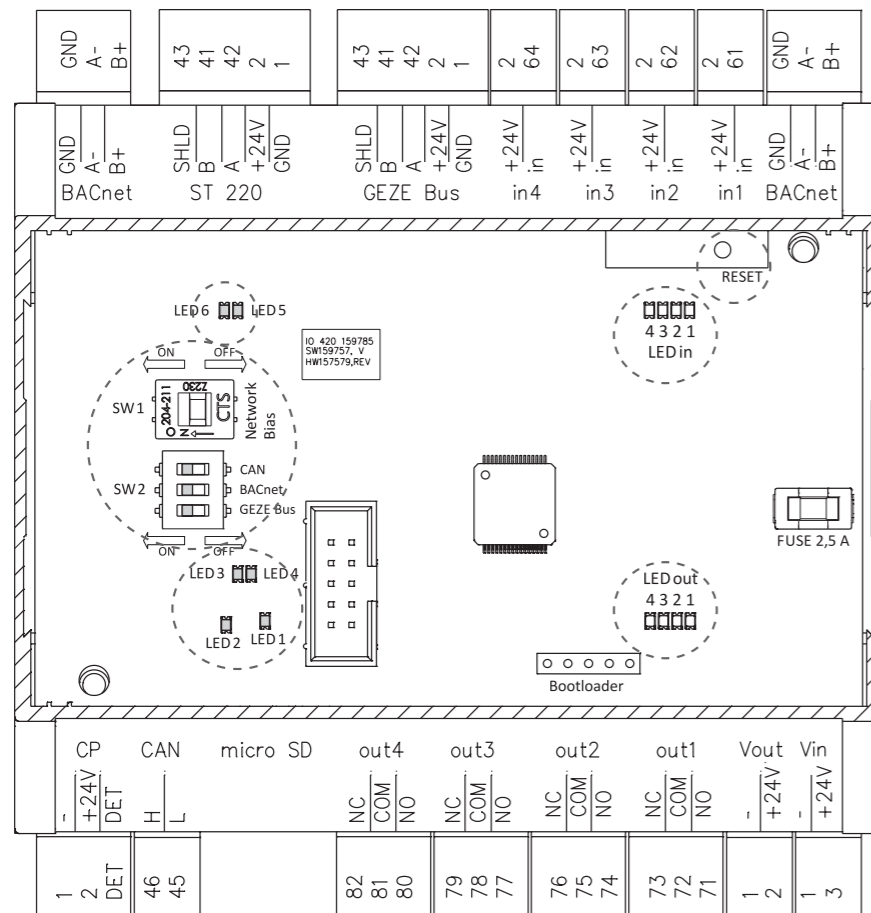 GND A- B+ 43 41 42 2 1 43 41 42 2 1 2 64 2 63 2 62 2 61 GND A- B+
GND A- B+ SHLD B A +24V GND SHLD B A +24V GND +24V in +24V in +24V in +24V in GND A- B+
BACnet ST 220 GEZE Bus in4 in3 in2 in1 BACnet
RESET
LED6 LED5
4 3 2 1
LED in
IO 420 159785
SW159757, V
HW157579,REV
ON OFF
SW1
204-211
Z230
CTS
N
Network
Bias
SW2
CAN
BACnet
GEZE Bus
ON OFF
FUSE 2,5 A
LED3 LED4
LED2 LED1
LED out
4 3 2 1
Bootloader
CP CAN micro SD out4 out3 out2 out1 Vout Vin
- +24V DET H L NC COM NO NC COM NO NC COM NO NC COM NO - +24V - +24V
1 2 DET 46 45 82 81 80 79 78 77 76 75 74 73 72 71 1 2 1 3